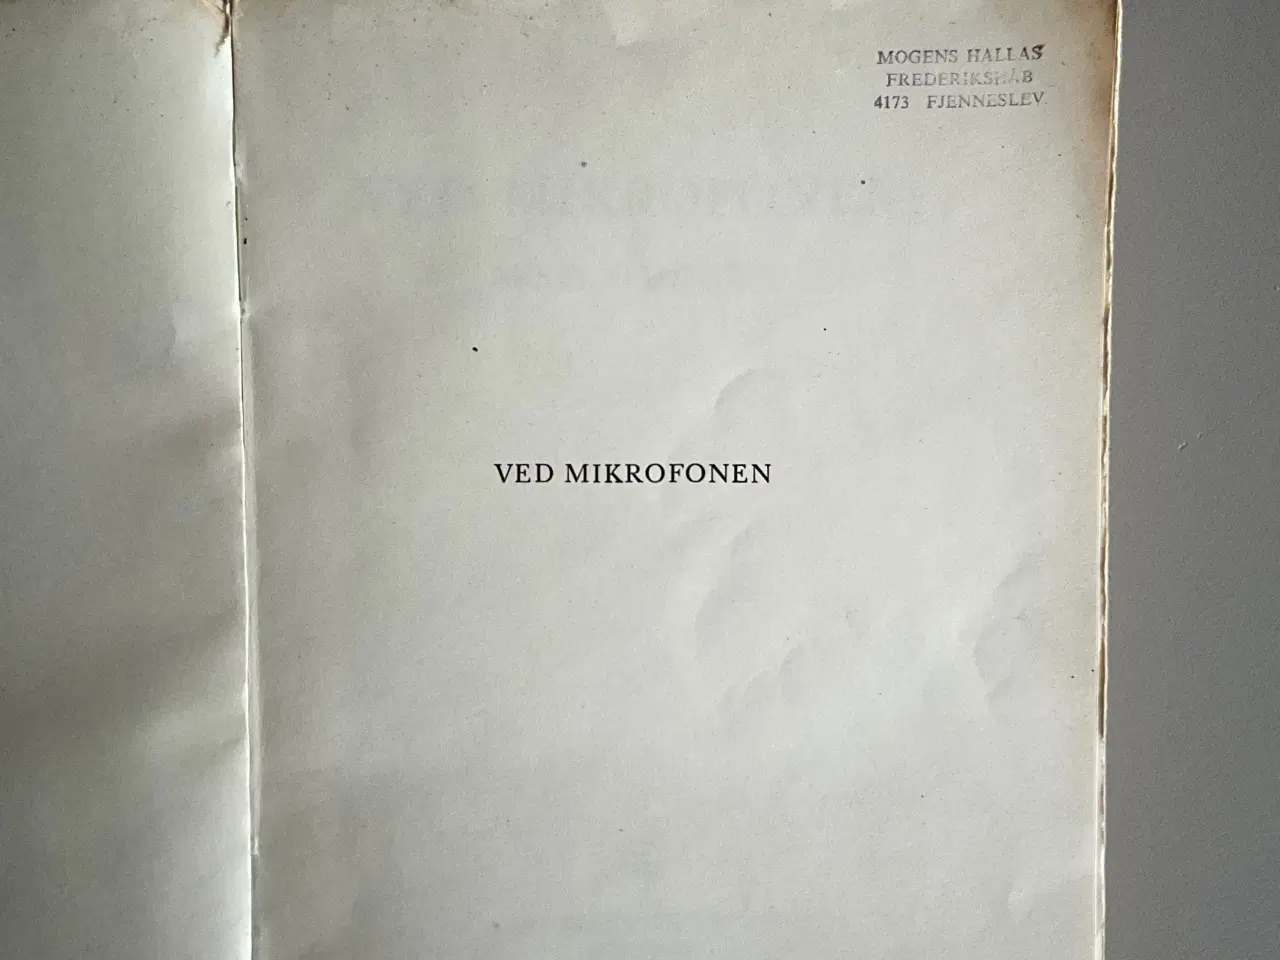 MOGENS HALLAS
FREDERIKSHÅB
4173 FJENNESLEV
VED MIKROFONEN